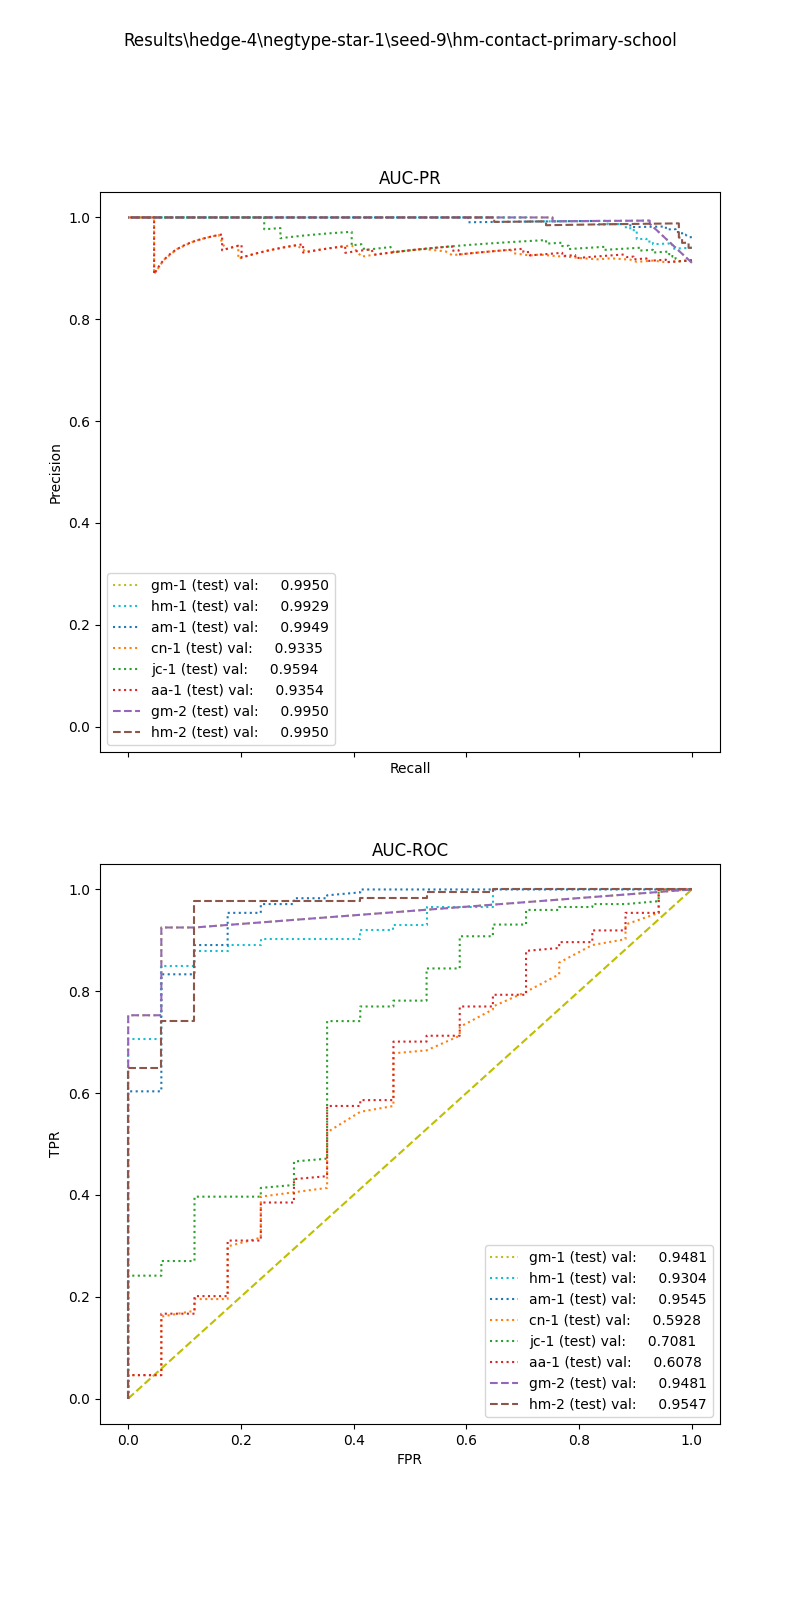 Results\hedge-4\negtype-star-1\seed-9\hm-contact-primary-school
AUC-PR
1.0
0.8
0.6
0.4
0.2
0.0
Precision
gm-1 (test) val: 0.9950
hm-1 (test) val: 0.9929
am-1 (test) val: 0.9949
cn-1 (test) val: 0.9335
jc-1 (test) val: 0.9594
aa-1 (test) val: 0.9354
gm-2 (test) val: 0.9950
hm-2 (test) val: 0.9950
Recall
AUC-ROC
1.0
0.8
0.6
0.4
0.2
0.0
TPR
gm-1 (test) val: 0.9481
hm-1 (test) val: 0.9304
am-1 (test) val: 0.9545
cn-1 (test) val: 0.5928
jc-1 (test) val: 0.7081
aa-1 (test) val: 0.6078
gm-2 (test) val: 0.9481
hm-2 (test) val: 0.9547
0.0 0.2 0.4 0.6 0.8 1.0
FPR